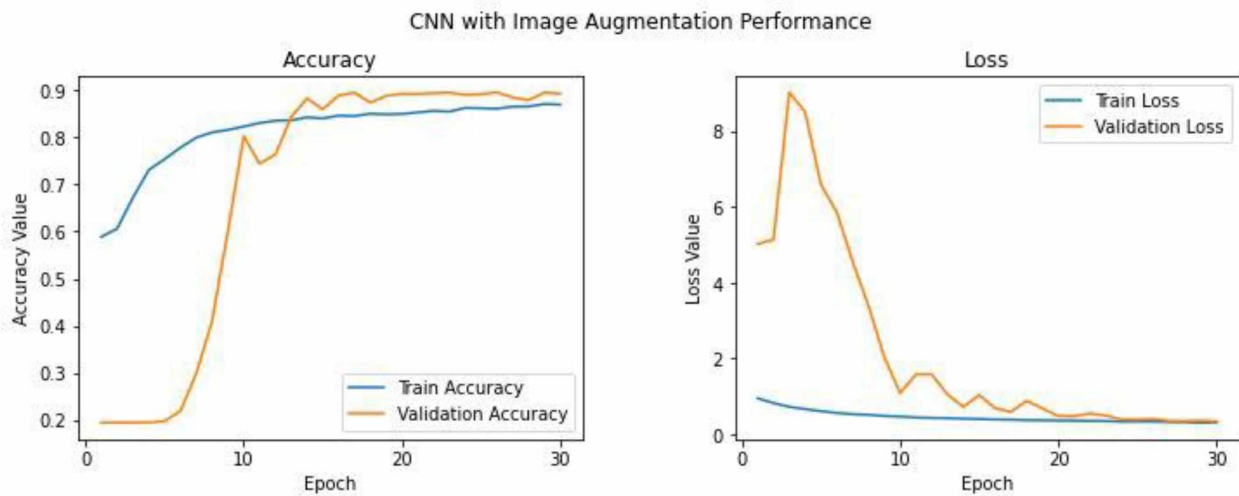 CNN with Image Augmentation Performance
Accuracy
Accuracy Value
0.9
0.8
0.7
0.6
0.5
0.4
0.3
0.2
Train Accuracy
Validation Accuracy
0
10
20
30
Epoch
Loss
Loss Value
8
6
4
2
0
Train Loss
Validation Loss
0
10
20
30
Epoch